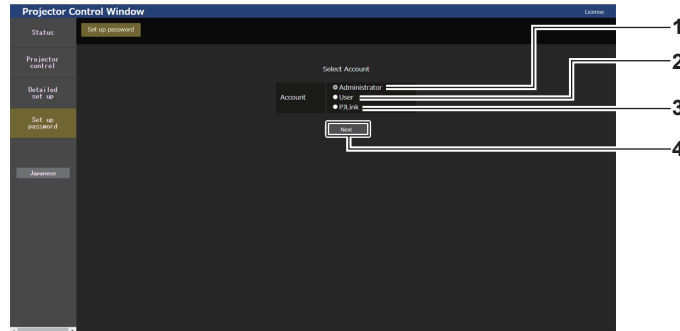 Projector Control Window
License
Status
Set up password
Projector
control
Detailed
set up
Set up
password
Japanese
Select Account
Account
Administrator
User
PJLink
Next
1
2
3
4